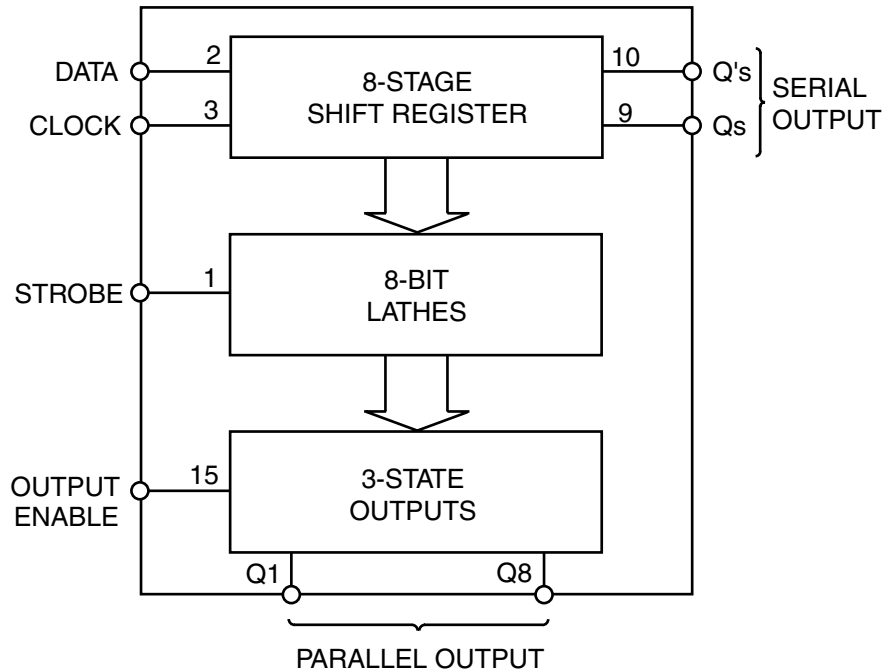 DATA
2
8-STAGE
SHIFT REGISTER
10
Q's
CLOCK
3
9
Qs
SERIAL
OUTPUT
STROBE
1
8-BIT
LATHES
OUTPUT
ENABLE
15
3-STATE
OUTPUTS
Q1
Q8
PARALLEL OUTPUT